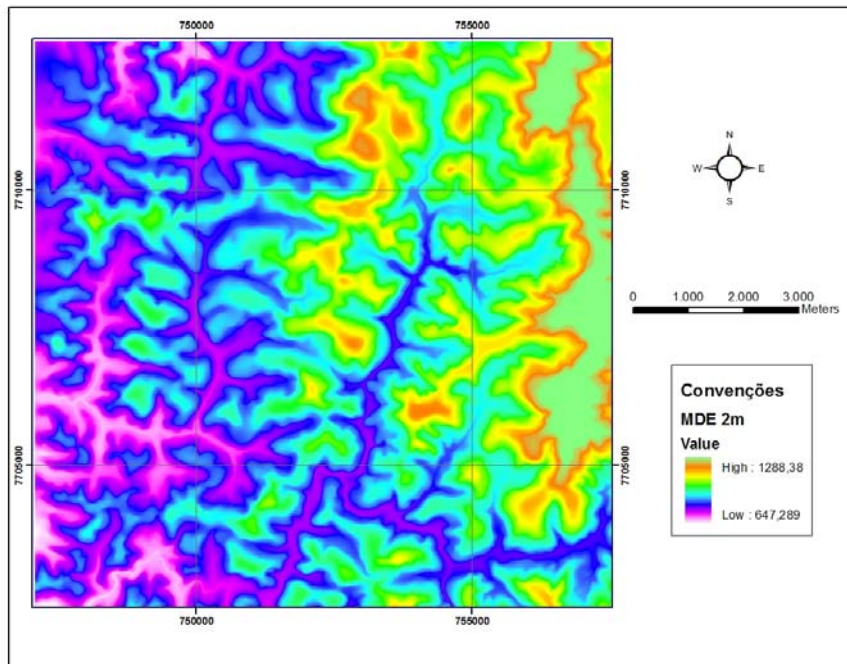 750000
755000
7710000
7710000
N
W
E
S
0
1.000
2.000
3.000
Meters
Convenções
MDE 2m
Value
High : 1288,38
Low : 647,289
7705000
7705000
750000
755000